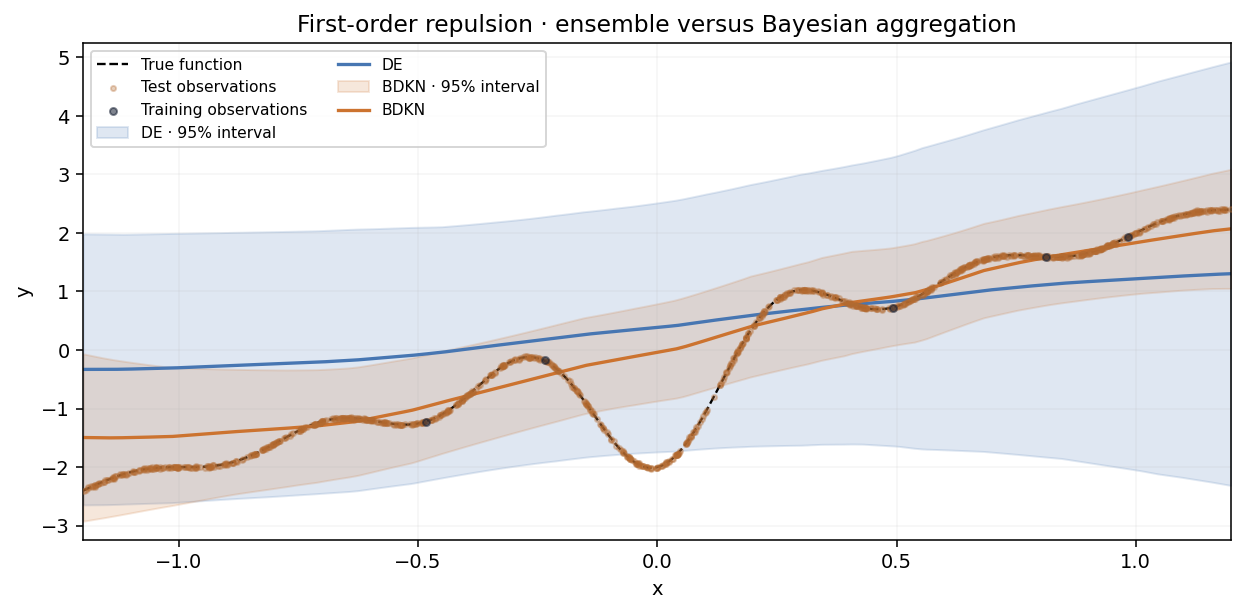 First-order repulsion · ensemble versus Bayesian aggregation
True function
Test observations
Training observations
DE · 95% interval
DE
BDKN · 95% interval
BDKN
y
5
4
3
2
1
0
−1
−2
−3
−1.0 −0.5 0.0 0.5 1.0
x